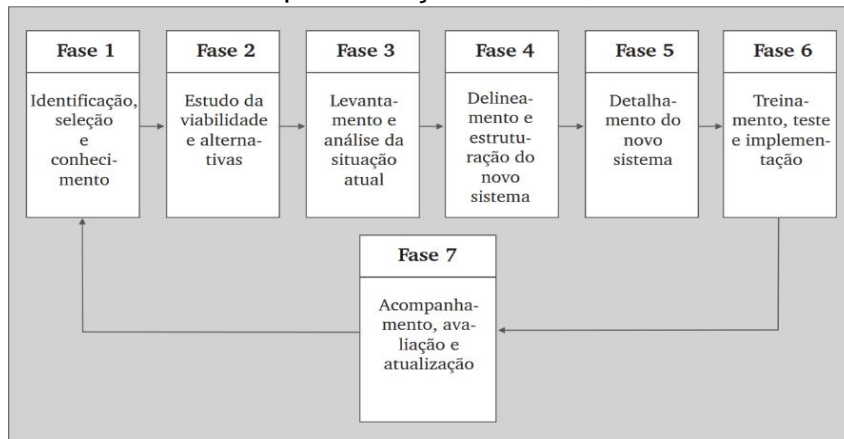 Fase 1
Identificação,
seleção
e
conheci-
mento
Fase 2
Estudo da
viabilidade
e alterna-
tivas
Fase 3
Levanta-
mento e
análise da
situação
atual
Fase 4
Delinea-
mento e
estrutu-
ração do
novo
sistema
Fase 5
Detalha-
mento do
novo
sistema
Fase 6
Treina-
mento, teste
e implemen-
tação
Fase 7
Acompanha-
mento, ava-
liação e
atualização